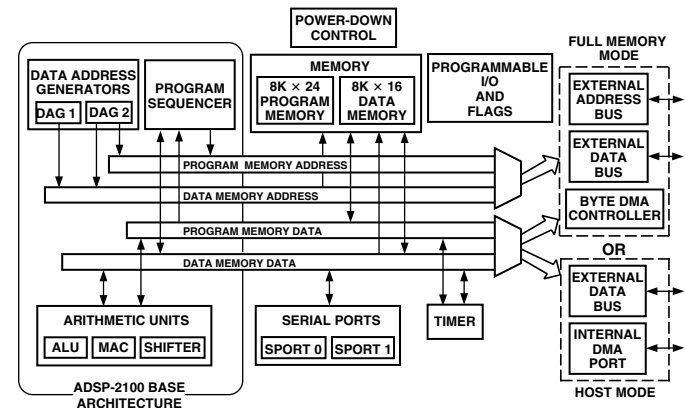 POWER-DOWN
CONTROL
FULL MEMORY
MODE
DATA ADDRESS
GENERATORS
DAG 1
DAG 2
PROGRAM
SEQUENCER
MEMORY
8K × 24
PROGRAM
MEMORY
8K × 16
DATA
MEMORY
PROGRAMMABLE
I/O
AND
FLAGS
EXTERNAL
ADDRESS
BUS
EXTERNAL
DATA
BUS
BYTE DMA
CONTROLLER
PROGRAM MEMORY ADDRESS
DATA MEMORY ADDRESS
PROGRAM MEMORY DATA
DATA MEMORY DATA
OR
EXTERNAL
DATA
BUS
INTERNAL
DMA
PORT
HOST MODE
ARITHMETIC UNITS
ALU
MAC
SHIFTER
SERIAL PORTS
SPORT 0
SPORT 1
TIMER
ADSP-2100 BASE
ARCHITECTURE